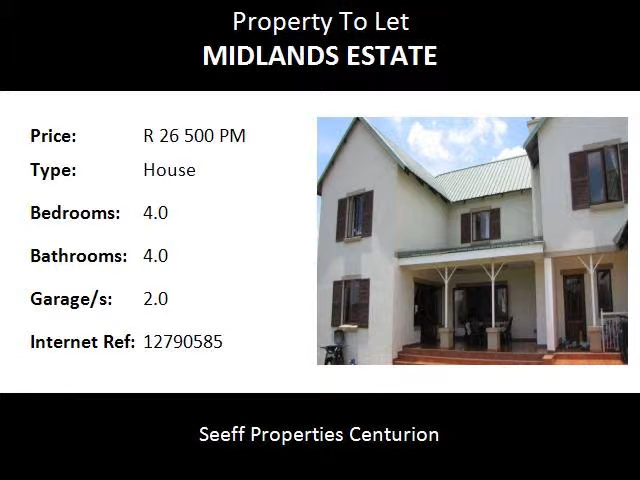 Property To Let
MIDLANDS ESTATE
Price: R 26 500 PM
Type: House
Bedrooms: 4.0
Bathrooms: 4.0
Garage/s: 2.0
Internet Ref: 12790585
Seeff Properties Centurion